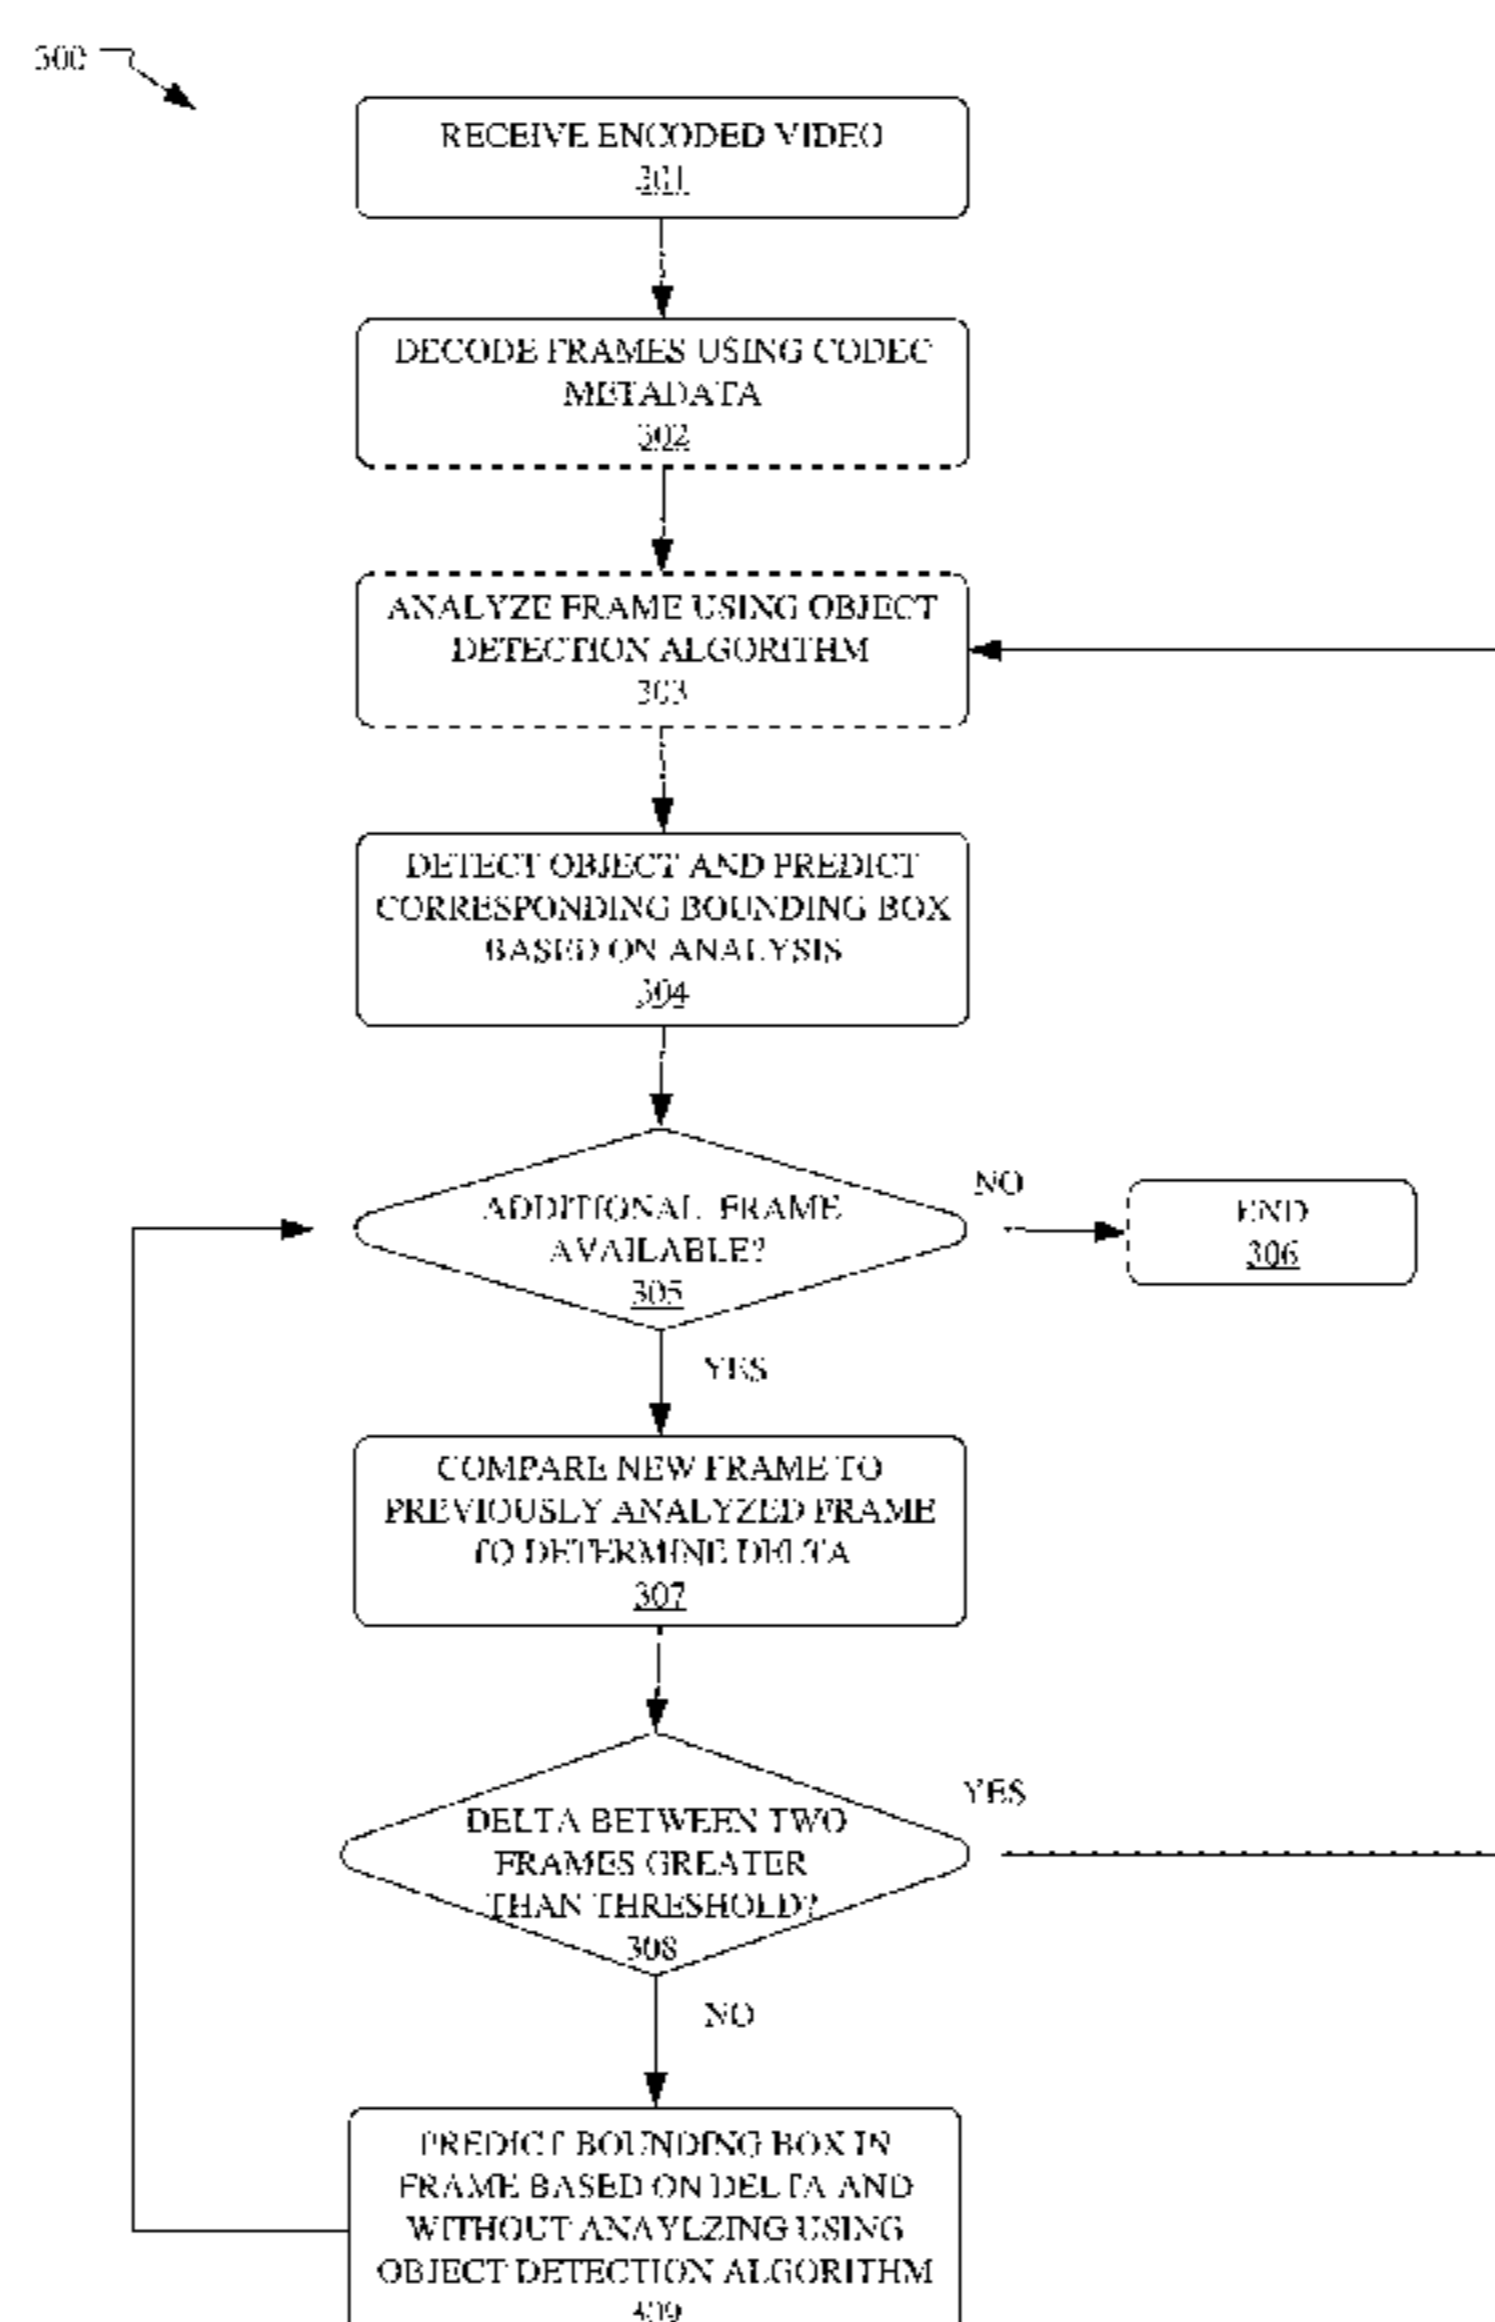 300
RECEIVE ENCODED VIDEO
301
DECODE FRAMES USING CODEC
METADATA
302
ANALYZE FRAME USING OBJECT
DETECTION ALGORITHM
303
DETECT OBJECT AND PREDICT
CORRESPONDING BOUNDING BOX
BASED ON ANALYSIS
304
ADDITIONAL FRAME
AVAILABLE?
305
NO
END
306
YES
COMPARE NEW FRAME TO
PREVIOUSLY ANALYZED FRAME
TO DETERMINE DELTA
307
DELTA BETWEEN TWO
FRAMES GREATER
THAN THRESHOLD?
308
YES
NO
PREDICT BOUNDING BOX IN
FRAME BASED ON DELTA AND
WITHOUT ANAYLZING USING
OBJECT DETECTION ALGORITHM
309